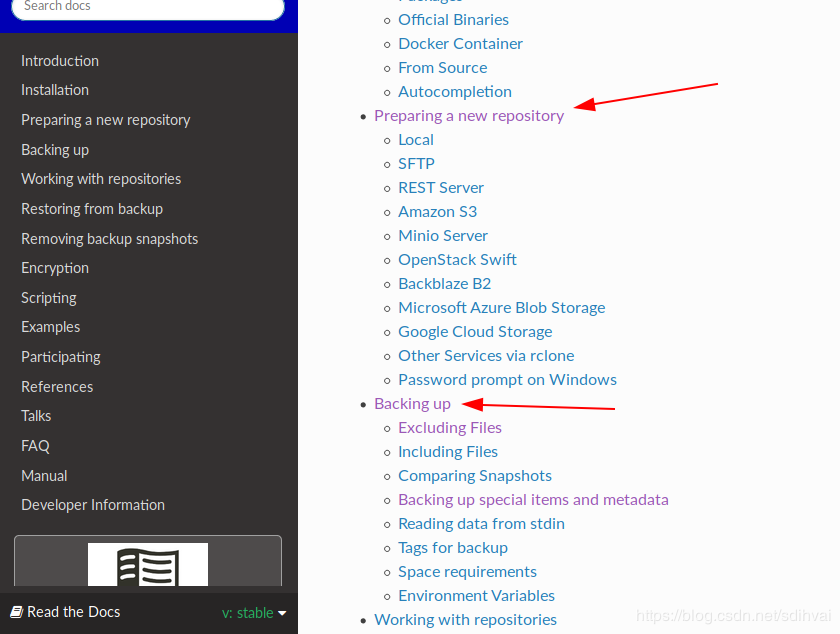 Search docs
Introduction
Installation
Preparing a new repository
Backing up
Working with repositories
Restoring from backup
Removing backup snapshots
Encryption
Scripting
Examples
Participating
References
Talks
FAQ
Manual
Developer Information
Read the Docs
v: stable
Official Binaries
Docker Container
From Source
Autocompletion
Preparing a new repository
Local
SFTP
REST Server
Amazon S3
Minio Server
OpenStack Swift
Backblaze B2
Microsoft Azure Blob Storage
Google Cloud Storage
Other Services via rclone
Password prompt on Windows
Backing up
Excluding Files
Including Files
Comparing Snapshots
Backing up special items and metadata
Reading data from stdin
Tags for backup
Space requirements
Environment Variables
Working with repositories
https://blog.csdn.net/sdihvai